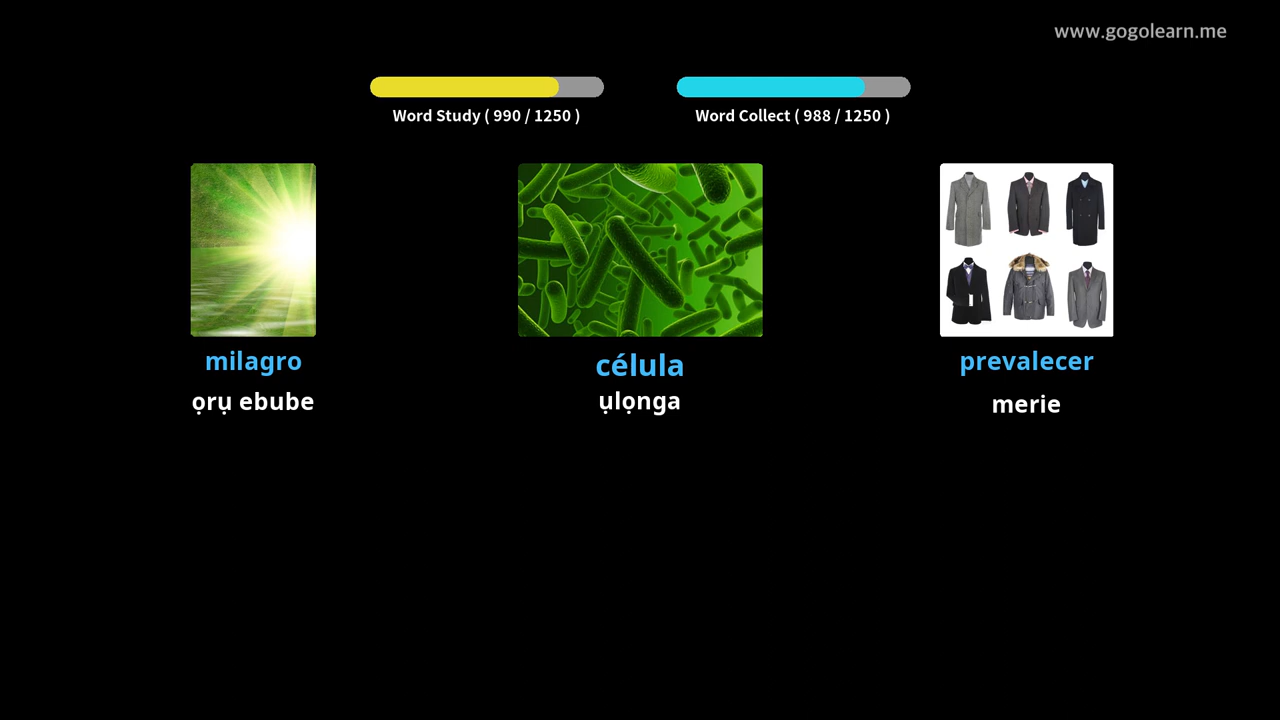 www.gogolearn.me
Word Study ( 990 / 1250 )
Word Collect ( 988 / 1250 )
milagro
ọrụ ebube
célula
ụlọnga
prevalecer
merie